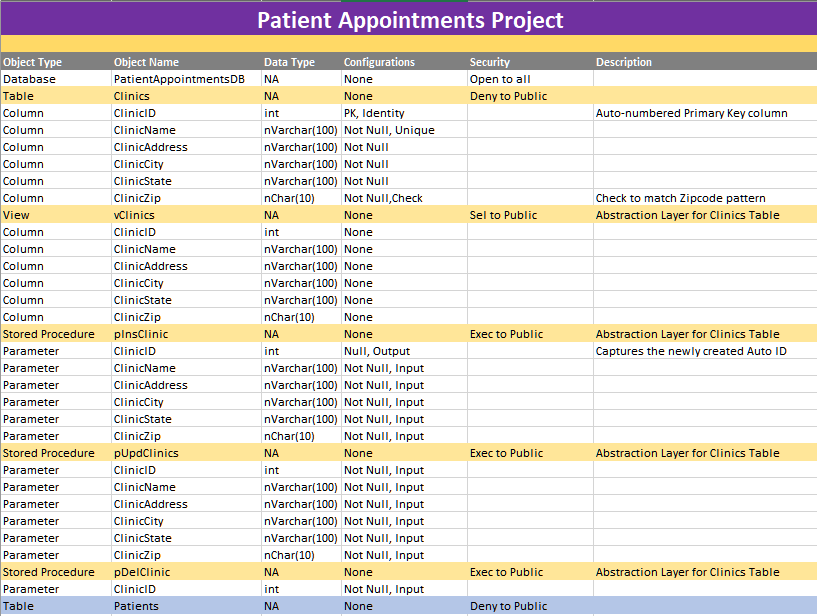 Patient Appointments Project
Object Type Object Name Data Type Configurations Security Description
Database PatientAppointmentsDB NA None Open to all
Table Clinics NA None Deny to Public
Column ClinicID int PK, Identity Auto-numbered Primary Key column
Column ClinicName nVarchar(100) Not Null, Unique
Column ClinicAddress nVarchar(100) Not Null
Column ClinicCity nVarchar(100) Not Null
Column ClinicState nVarchar(100) Not Null
Column ClinicZip nChar(10) Not Null,Check Check to match Zipcode pattern
View vClinics NA None Sel to Public Abstraction Layer for Clinics Table
Column ClinicID int None
Column ClinicName nVarchar(100) None
Column ClinicAddress nVarchar(100) None
Column ClinicCity nVarchar(100) None
Column ClinicState nVarchar(100) None
Column ClinicZip nChar(10) None
Stored Procedure pInsClinic NA None Exec to Public Abstraction Layer for Clinics Table
Parameter ClinicID int Null, Output Captures the newly created Auto ID
Parameter ClinicName nVarchar(100) Not Null, Input
Parameter ClinicAddress nVarchar(100) Not Null, Input
Parameter ClinicCity nVarchar(100) Not Null, Input
Parameter ClinicState nVarchar(100) Not Null, Input
Parameter ClinicZip nChar(10) Not Null, Input
Stored Procedure pUpdClinics NA None Exec to Public Abstraction Layer for Clinics Table
Parameter ClinicID int Not Null, Input
Parameter ClinicName nVarchar(100) Not Null, Input
Parameter ClinicAddress nVarchar(100) Not Null, Input
Parameter ClinicCity nVarchar(100) Not Null, Input
Parameter ClinicState nVarchar(100) Not Null, Input
Parameter ClinicZip nChar(10) Not Null, Input
Stored Procedure pDelClinic NA None Exec to Public Abstraction Layer for Clinics Table
Parameter ClinicID int Not Null, Input
Table Patients NA None Deny to Public